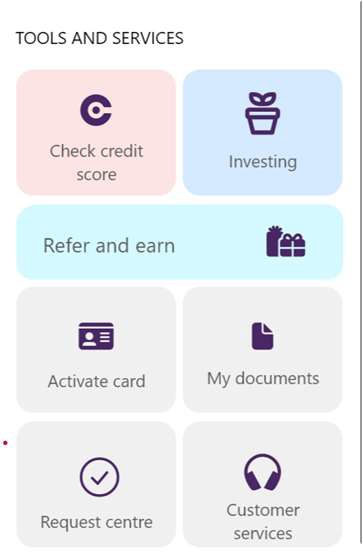 TOOLS AND SERVICES
Check credit
score
Investing
Refer and earn
Activate card
My documents
Request centre
Customer
services